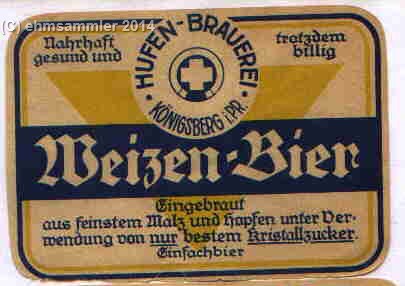 (C) ehmsammler 2014
Nahrhaft
gesund und
trotzdem
billig
· HUFEN-BRAUEREI ·
KÖNIGSBERG i.PR.
Weizen-Bier
Eingebraut
aus feinstem Malz und Hopfen unter Ver-
wendung von nur bestem Kristallzucker.
Einfachbier